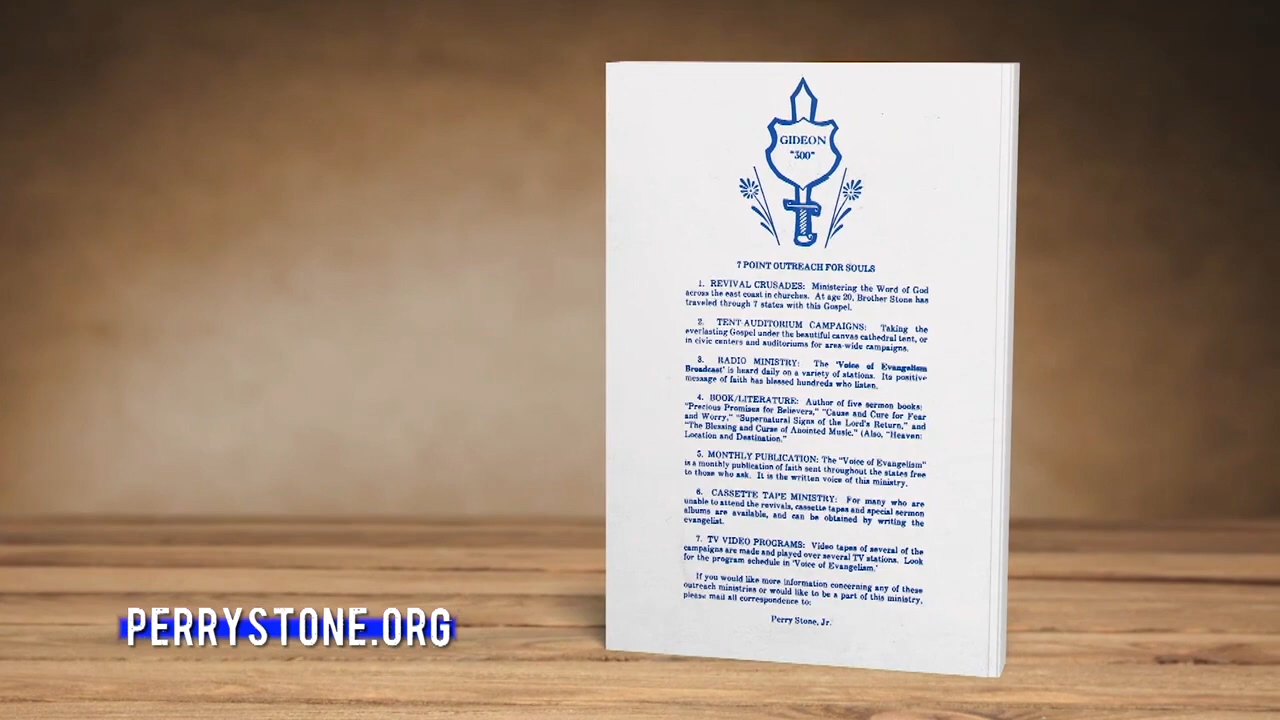 GIDEON
"300"
7 POINT OUTREACH FOR SOULS
1. REVIVAL CRUSADES: Ministering the Word of God
across the east coast in churches. At age 20, Brother Stone has
traveled through 7 states with this Gospel.
2. TENT-AUDITORIUM CAMPAIGNS: Taking the
everlasting Gospel under the beautiful canvas cathedral tent, or
in civic centers and auditoriums for area-wide campaigns.
3. RADIO MINISTRY: The 'Voice of Evangelism
Broadcast' is heard daily on a variety of stations. Its positive
message of faith has blessed hundreds who listen.
4. BOOK/LITERATURE: Author of five sermon books:
"Precious Promises for Believers," "Cause and Cure for Fear
and Worry," "Supernatural Signs of the Lord's Return," and
"The Blessing and Curse of Anointed Music." (Also, "Heaven:
Location and Destination."
5. MONTHLY PUBLICATION: The "Voice of Evangelism"
is a monthly publication of faith sent throughout the states free
to those who ask. It is the written voice of this ministry.
6. CASSETTE TAPE MINISTRY: For many who are
unable to attend the revivals, cassette tapes and special sermon
albums are available, and can be obtained by writing the
evangelist.
7. TV VIDEO PROGRAMS: Video tapes of several of the
campaigns are made and played over several TV stations. Look
for the program schedule in 'Voice of Evangelism.'
If you would like more information concerning any of these
outreach ministries or would like to be a part of this ministry,
please mail all correspondence to:
Perry Stone, Jr.
PERRYSTONE.ORG